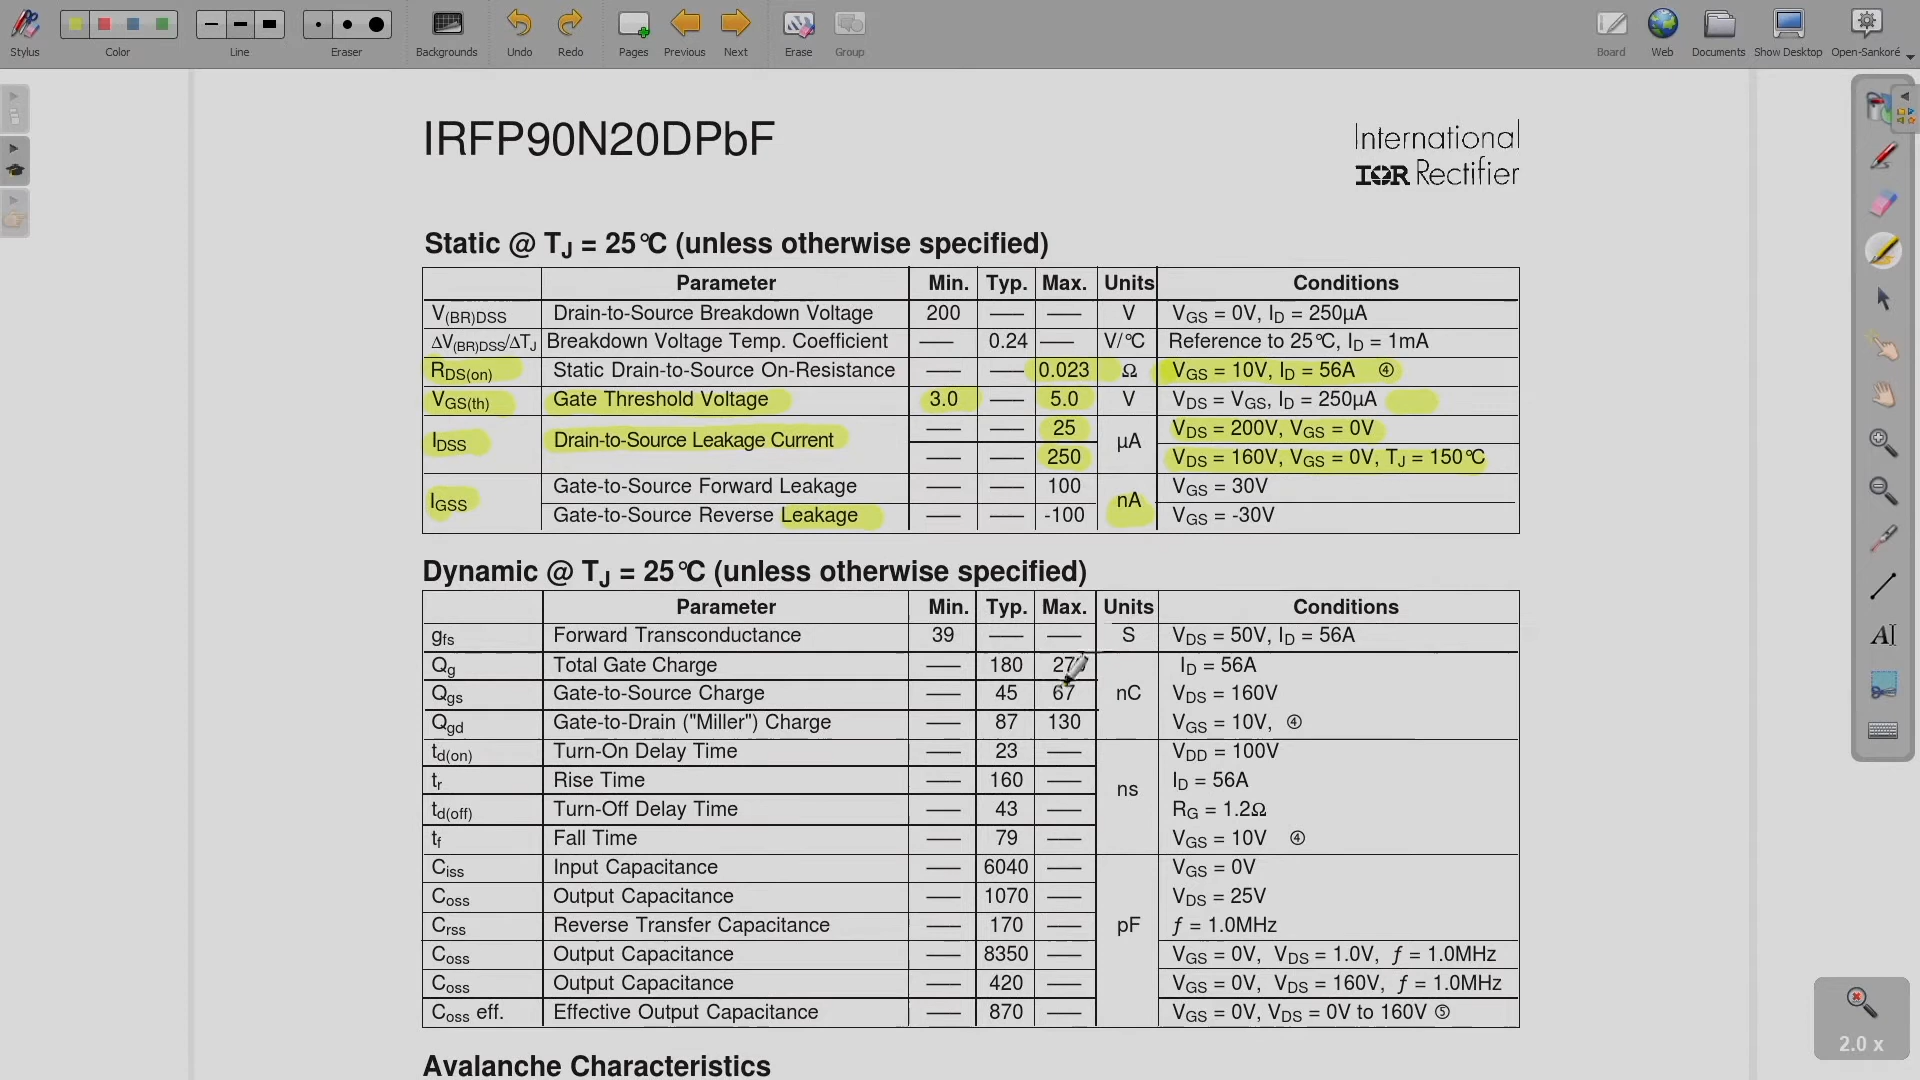 Stylus Color Line Eraser Backgrounds Undo Redo Pages Previous Next Erase Group Board Web Documents Show Desktop Open-Sankoré
IRFP90N20DPbF
International
IOR Rectifier
Static @ TJ = 25°C (unless otherwise specified)
Parameter Min. Typ. Max. Units Conditions
V(BR)DSS Drain-to-Source Breakdown Voltage 200 —— —— V VGS = 0V, ID = 250µA
ΔV(BR)DSS/ΔTJ Breakdown Voltage Temp. Coefficient —— 0.24 —— V/°C Reference to 25°C, ID = 1mA
RDS(on) Static Drain-to-Source On-Resistance —— —— 0.023 Ω VGS = 10V, ID = 56A ④
VGS(th) Gate Threshold Voltage 3.0 —— 5.0 V VDS = VGS, ID = 250µA
IDSS Drain-to-Source Leakage Current —— —— 25 µA VDS = 200V, VGS = 0V
—— —— 250 VDS = 160V, VGS = 0V, TJ = 150°C
IGSS Gate-to-Source Forward Leakage —— —— 100 nA VGS = 30V
Gate-to-Source Reverse Leakage —— —— -100 VGS = -30V
Dynamic @ TJ = 25°C (unless otherwise specified)
Parameter Min. Typ. Max. Units Conditions
gfs Forward Transconductance 39 —— —— S VDS = 50V, ID = 56A
Qg Total Gate Charge —— 180 ID = 56A
Qgs Gate-to-Source Charge —— 45 67 nC VDS = 160V
Qgd Gate-to-Drain ("Miller") Charge —— 87 130 VGS = 10V, ④
td(on) Turn-On Delay Time —— 23 —— VDD = 100V
tr Rise Time —— 160 —— ns ID = 56A
td(off) Turn-Off Delay Time —— 43 —— RG = 1.2Ω
tf Fall Time —— 79 —— VGS = 10V ④
Ciss Input Capacitance —— 6040 —— VGS = 0V
Coss Output Capacitance —— 1070 —— VDS = 25V
Crss Reverse Transfer Capacitance —— 170 —— pF ƒ = 1.0MHz
Coss Output Capacitance —— 8350 —— VGS = 0V, VDS = 1.0V, ƒ = 1.0MHz
Coss Output Capacitance —— 420 —— VGS = 0V, VDS = 160V, ƒ = 1.0MHz
Coss eff. Effective Output Capacitance —— 870 —— VGS = 0V, VDS = 0V to 160V ⑤
Avalanche Characteristics
2.0 x